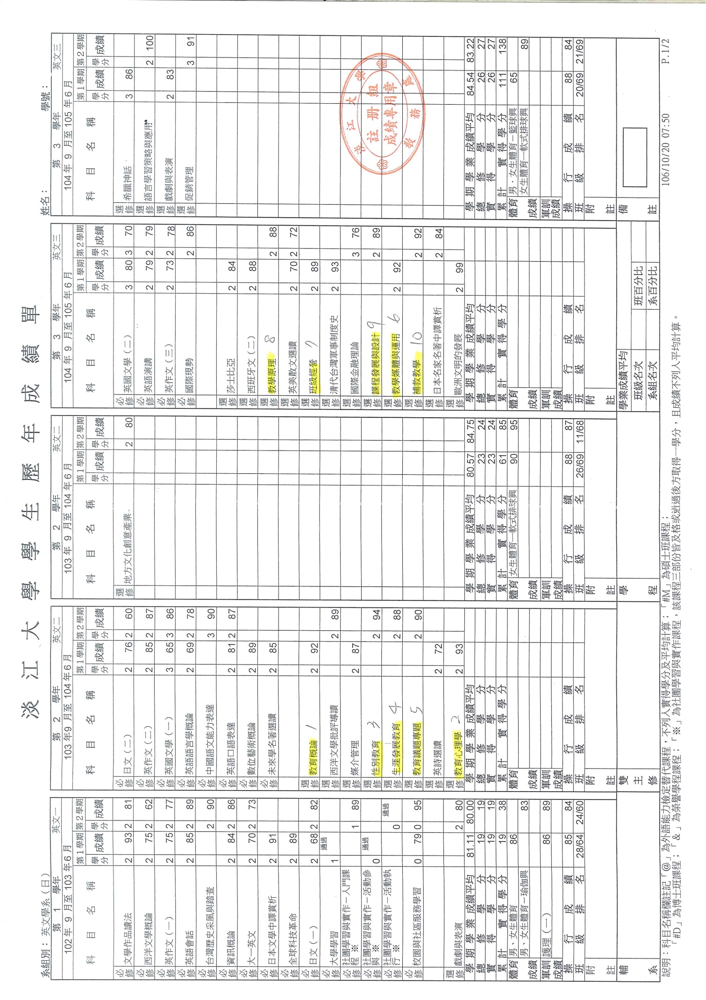 淡江大學學生歷年成績單
系組別：英文學系（日）
姓名：
學號：
第 1 學年 英文一
102 年 9 月至 103 年 6 月
科目名稱 第1學期 第2學期
學分 成績 學分 成績
必修 文學作品讀法 2 93 2 81
必修 西洋文學概論 2 75 2 62
必修 英作文（一） 2 75 2 77
必修 英語會話 2 85 2 89
必修 台灣歷史采風與踏查 2 90
必修 資訊概論 2 84 2 86
必修 大一英文 2 70 2 73
必修 日本文學中譯賞析 2 91
必修 全球科技革命 2 89
必修 日文（一） 2 68 2 82
必修 大學學習 1 通過
必修 社團學習與實作－入門課程 ※ 1 89
必修 社團學習與實作－活動參與 ※ 0 通過
必修 社團學習與實作－活動執行 ※ 0 通過
必修 校園與社區服務學習 0 79 0 95
選修 戲劇與表演 2 80
學期學業成績平均 81.11 80.00
總修學分 19 19
實得學分 19 19
累計實得學分 19 38
體育成績 男、女生體育 86
男、女生體育－瑜伽興 83
軍訓成績 護理（一） 86 89
操行成績 85 84
班級排名 28/64 24/60
附註
輔系
第 2 學年 英文二
103 年 9 月至 104 年 6 月
科目名稱 第1學期 第2學期
學分 成績 學分 成績
必修 日文（二） 2 76 2 60
必修 英作文（二） 2 85 2 87
必修 英國文學（一） 3 65 3 86
必修 英語語言學概論 2 69 2 78
必修 中國語文能力表達 3 90
必修 英語口語表達 2 81 2 87
必修 數位藝術概論 2 89
必修 未來學名著選讀 2 85
選修 教育概論 1 2 92
選修 西洋文學批評導讀 2 89
選修 媒介管理 2 87
選修 性別教育 3 2 94
選修 生涯發展教育 4 2 88
選修 教育議題專題 5 2 90
選修 英詩選讀 2 72
選修 教育心理學 2 2 93
學期學業成績平均
總修學分
實得學分
累計實得學分
體育成績
軍訓成績
操行成績
班級排名
附註
雙主修
第 2 學年 英文二
103 年 9 月至 104 年 6 月
科目名稱 第1學期 第2學期
學分 成績 學分 成績
選修 地方文化創意產業 2 80
學期學業成績平均 80.57 84.75
總修學分 23 24
實得學分 23 24
累計實得學分 61 85
體育成績 女生體育－軟式排球興 90 95
軍訓成績
操行成績 88 87
班級排名 26/69 11/68
附註
學程
第 3 學年 英文三
104 年 9 月至 105 年 6 月
科目名稱 第1學期 第2學期
學分 成績 學分 成績
必修 英國文學（二） 3 80 3 70
必修 英語演講 2 79 2 79
必修 英作文（三） 2 73 2 78
必修 國際現勢 2 86
選修 莎士比亞 2 84
選修 西班牙文（二） 2 88
選修 教學原理 8 2 88
選修 英美散文選讀 2 70 2 72
選修 班級經營 7 2 89
選修 清代台灣軍事制度史 2 93
選修 國際金融理論 3 76
選修 課程發展與設計 9 2 89
選修 教學媒體與運用 6 2 92
選修 補救教學 10 2 92
選修 日本名家名著中譯賞析 2 84
選修 歐洲文明的發展 2 99
學期學業成績平均
總修學分
實得學分
累計實得學分
體育成績
軍訓成績
操行成績
班級排名
附註
學業成績平均
班級名次 班百分比
系組名次 系百分比
第 3 學年 英文三
104 年 9 月至 105 年 6 月
科目名稱 第1學期 第2學期
學分 成績 學分 成績
選修 希臘神話 3 86
選修 語言學習策略與應用 2 100
選修 戲劇與表演 2 83
選修 促銷管理 3 91
淡江大學
註冊組
成績專用章
教務處
學期學業成績平均 84.54 83.22
總修學分 26 27
實得學分 26 27
累計實得學分 111 138
體育成績 男．女生體育－籃球興 65
女生體育－軟式排球興 89
軍訓成績
操行成績 88 84
班級排名 20/69 21/69
附註
備註
說明：科目名稱欄註記「@」為外語能力檢定替代課程，不列入實得學分及平均計算；「#M」為碩士班課程；
「#D」為博士班課程；「&」為榮譽學程課程；「※」為社團學習與實作課程，該課程三部份皆及格或通過後方取得一學分，且成績不列入平均計算。
106/10/20 07:50 P.1/2